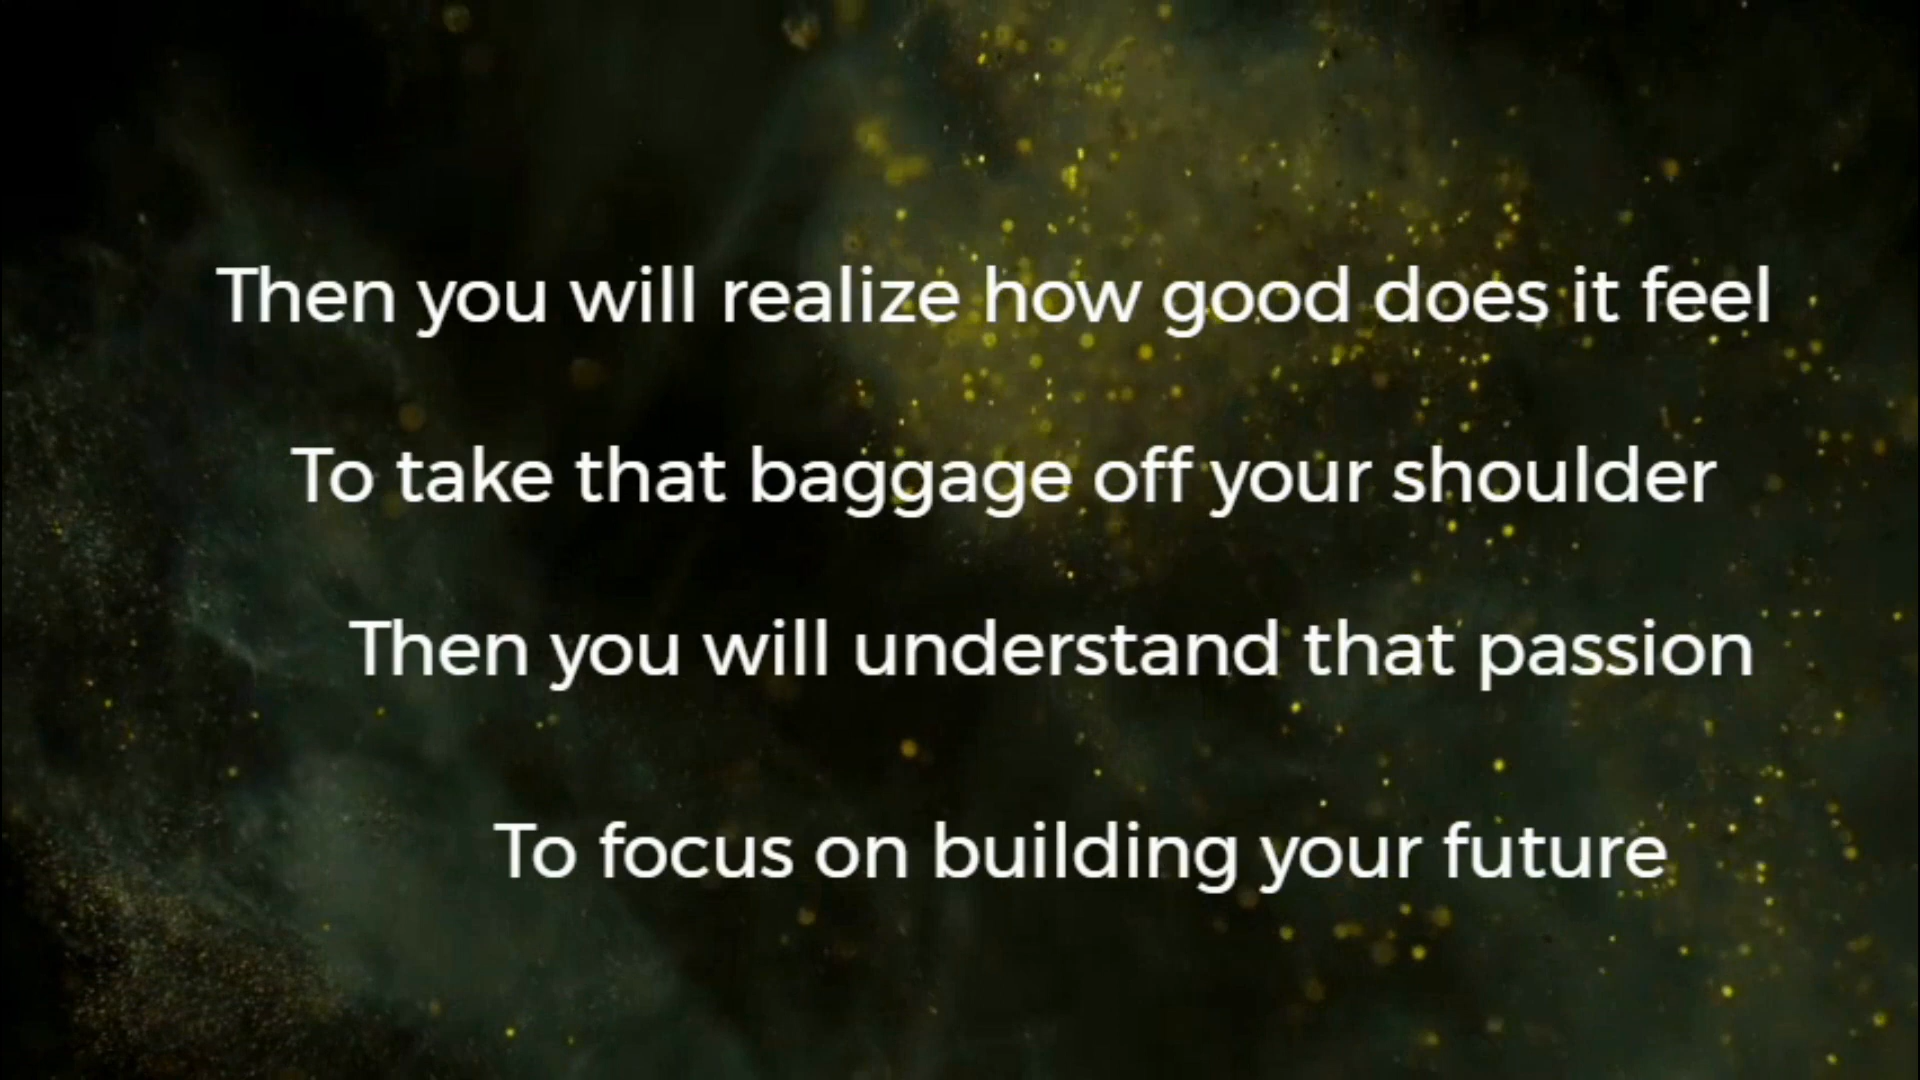 Then you will realize how good does it feel
To take that baggage off your shoulder
Then you will understand that passion
To focus on building your future